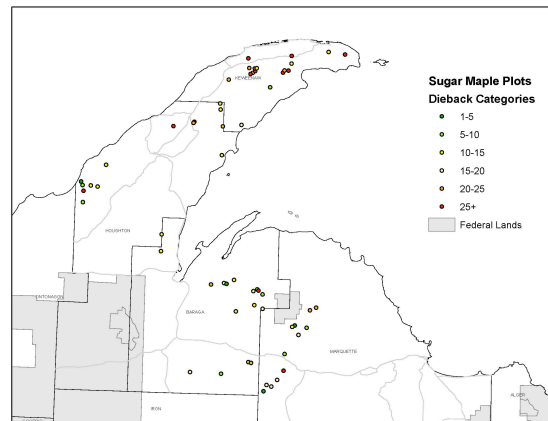 KEWEENAW
Sugar Maple Plots
Dieback Categories
1-5
5-10
10-15
15-20
20-25
25+
Federal Lands
HOUGHTON
ONTONAGON
BARAGA
MARQUETTE
ALGER
IRON